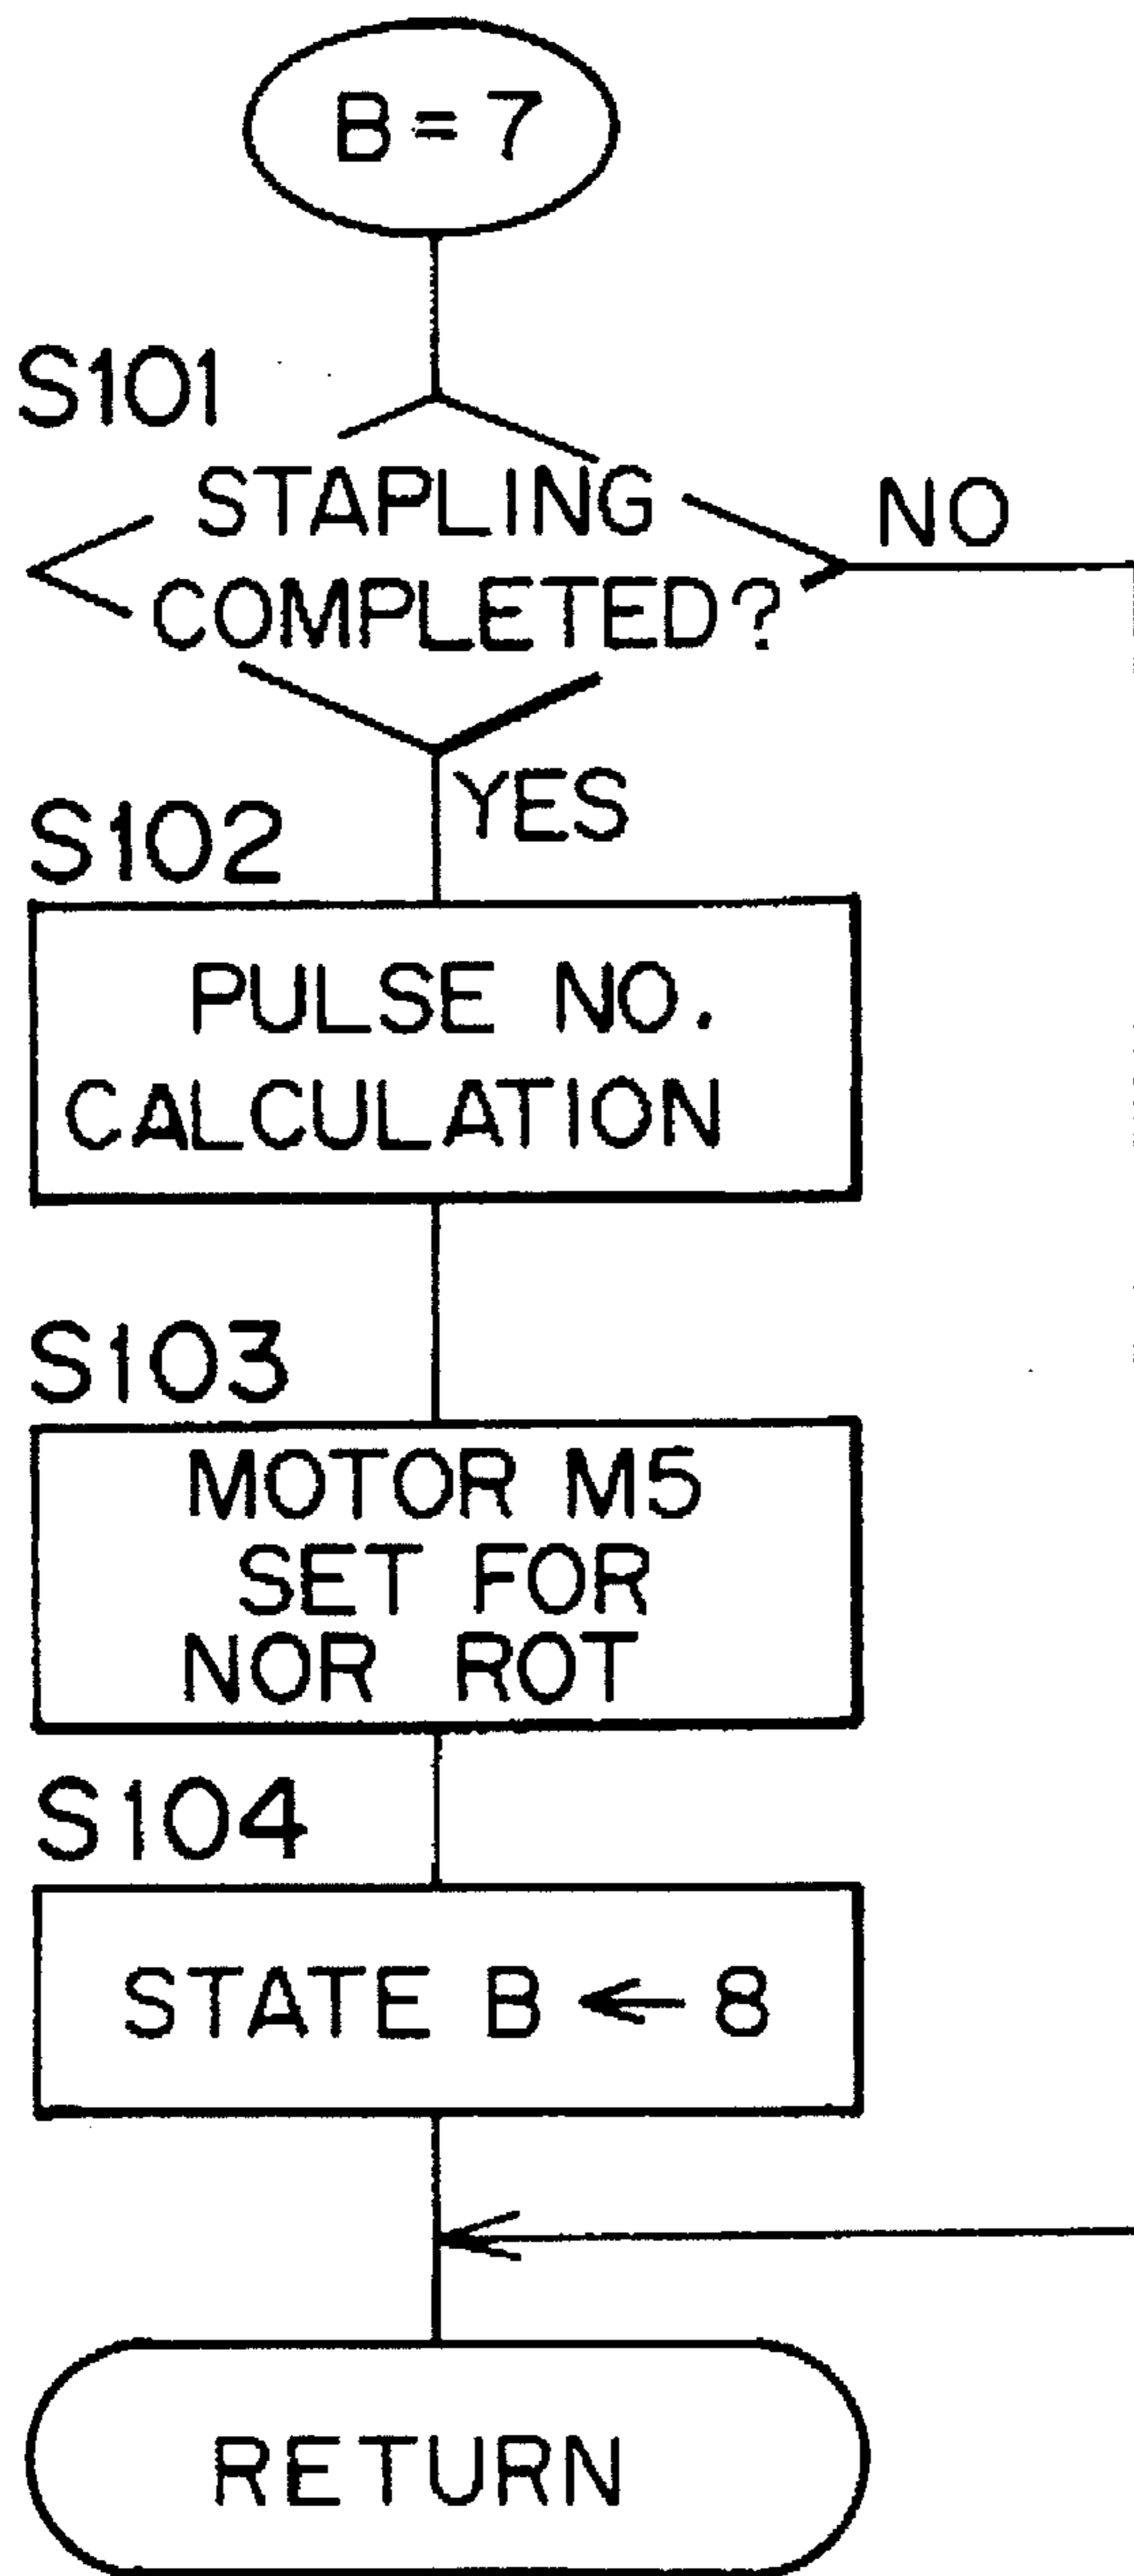 B = 7
S101
STAPLING
COMPLETED?
NO
YES
S102
PULSE NO.
CALCULATION
S103
MOTOR M5
SET FOR
NOR ROT
S104
STATE B ← 8
RETURN